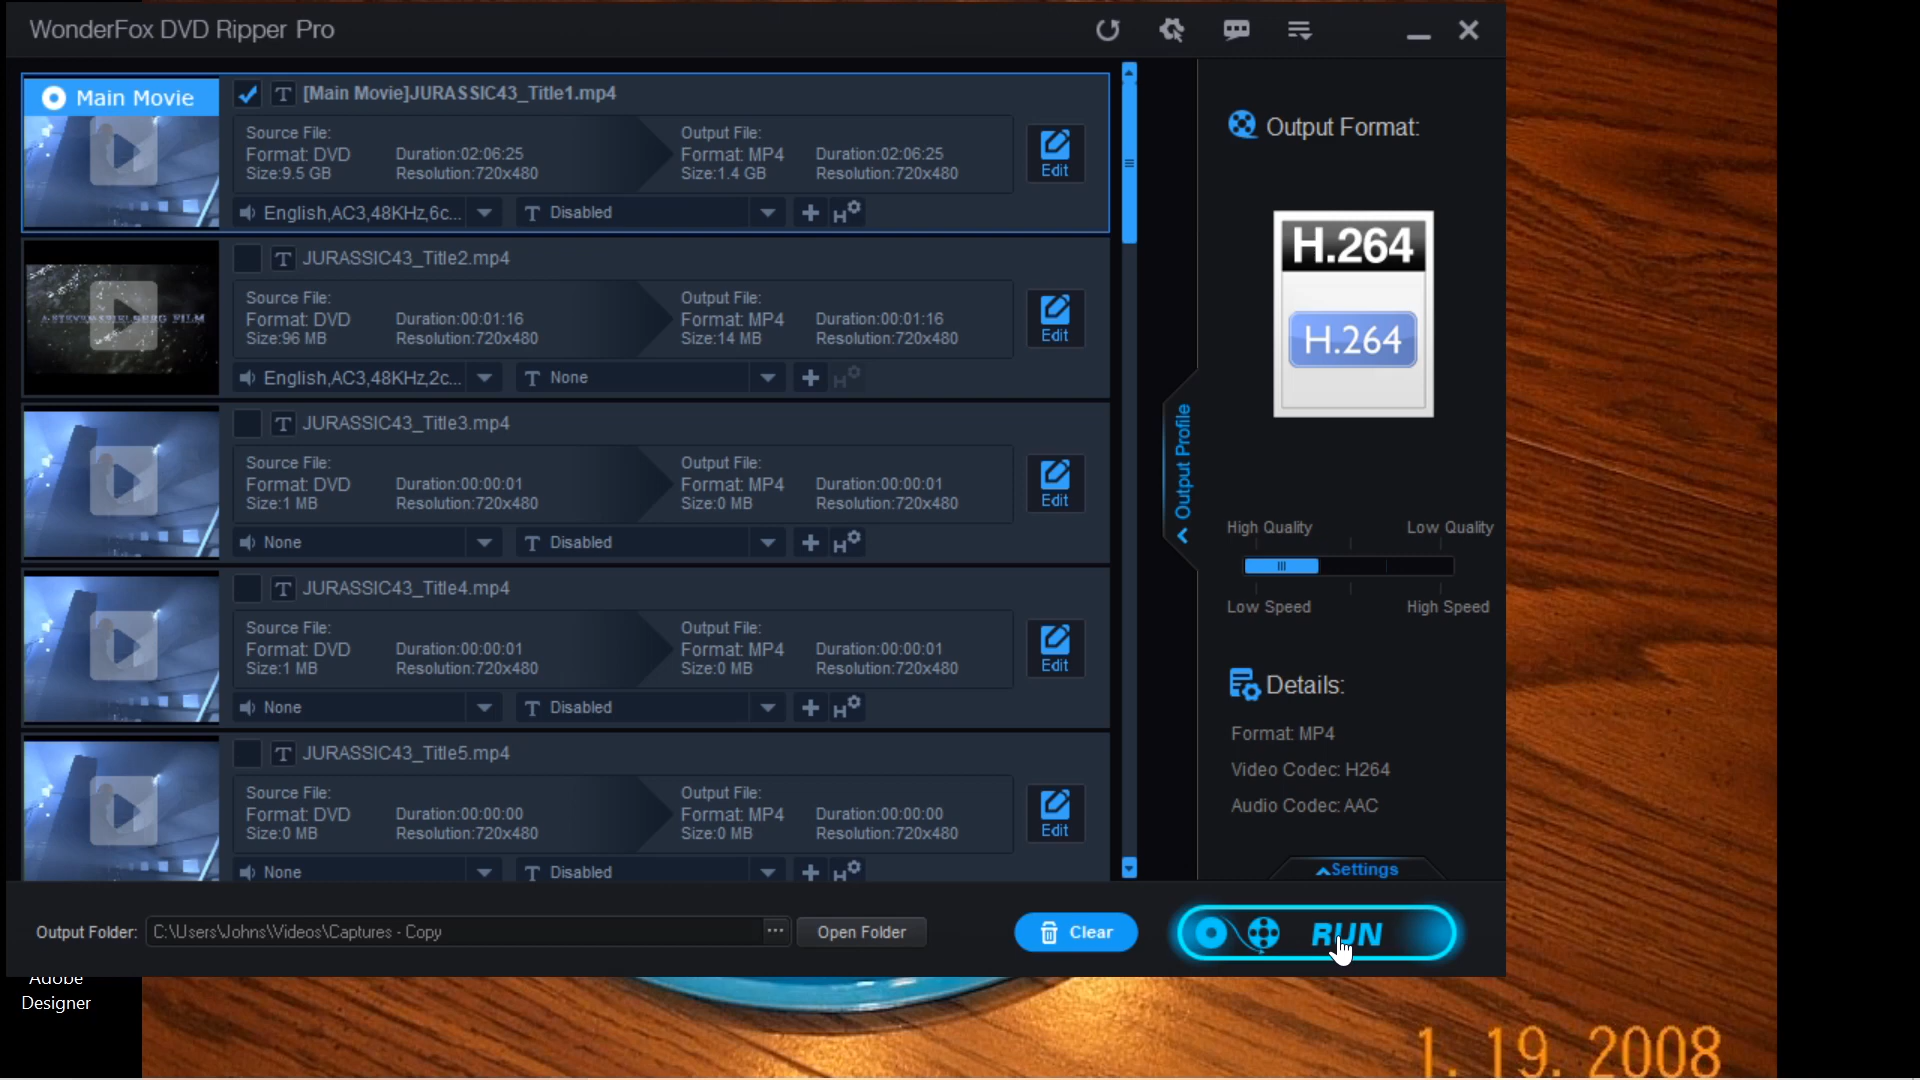 WonderFox DVD Ripper Pro
Main Movie
T [Main Movie]JURASSIC43_Title1.mp4
Source File:
Format: DVD Duration:02:06:25
Size:9.5 GB Resolution:720x480
Output File:
Format: MP4 Duration:02:06:25
Size:1.4 GB Resolution:720x480
Edit
English,AC3,48KHz,6c... T Disabled
A STEVEN SPIELBERG FILM
T JURASSIC43_Title2.mp4
Source File:
Format: DVD Duration:00:01:16
Size:96 MB Resolution:720x480
Output File:
Format: MP4 Duration:00:01:16
Size:14 MB Resolution:720x480
Edit
English,AC3,48KHz,2c... T None
T JURASSIC43_Title3.mp4
Source File:
Format: DVD Duration:00:00:01
Size:1 MB Resolution:720x480
Output File:
Format: MP4 Duration:00:00:01
Size:0 MB Resolution:720x480
Edit
None T Disabled
T JURASSIC43_Title4.mp4
Source File:
Format: DVD Duration:00:00:01
Size:1 MB Resolution:720x480
Output File:
Format: MP4 Duration:00:00:01
Size:0 MB Resolution:720x480
Edit
None T Disabled
T JURASSIC43_Title5.mp4
Source File:
Format: DVD Duration:00:00:00
Size:0 MB Resolution:720x480
Output File:
Format: MP4 Duration:00:00:00
Size:0 MB Resolution:720x480
Edit
None T Disabled
Output Profile
Output Format:
H.264
H.264
High Quality Low Quality
Low Speed High Speed
Details:
Format: MP4
Video Codec: H264
Audio Codec: AAC
Settings
Output Folder: C:\Users\Johns\Videos\Captures - Copy ... Open Folder Clear RUN
Adobe
Designer
1. 19. 2008